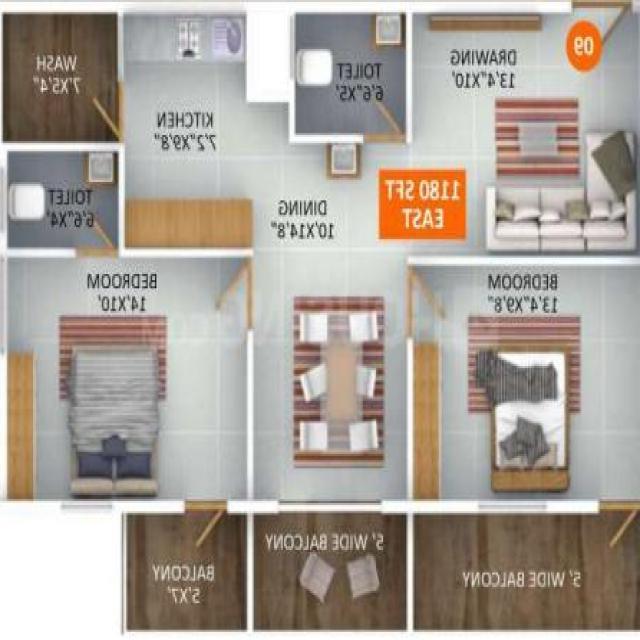 09
WASH
7'X5'4"
KITCHEN
7'2"X9'8"
TOILET
6'6"X5'
DRAWING
13'4"X10'
TOILET
6'6"X4'
DINING
10'X14'8"
1180 SFT
EAST
BEDROOM
14'X10'
BEDROOM
13'4"X9'8"
BALCONY
5'X7'
5' WIDE BALCONY
5' WIDE BALCONY